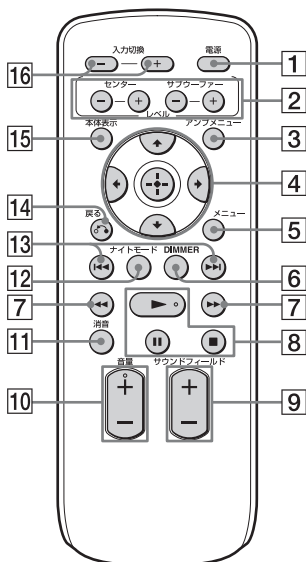 入力切換
電源
－ ＋
1
16
センター サブウーファー
－ ＋ － ＋
2
レベル
本体表示
アンプメニュー
15
3
4
14
戻る
メニュー
5
13
ナイトモード DIMMER
12
6
7
7
消音
11
8
音量 サウンドフィールド
10
＋ ＋
－ －
9